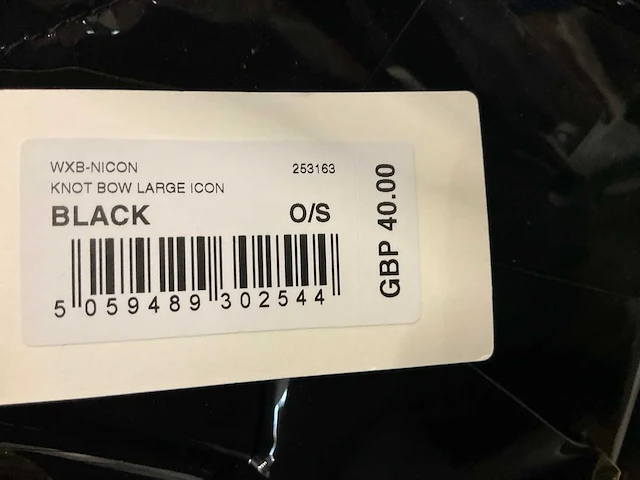 WXB-NICON 253163
KNOT BOW LARGE ICON
BLACK O/S
5 059489 302544
GBP 40.00